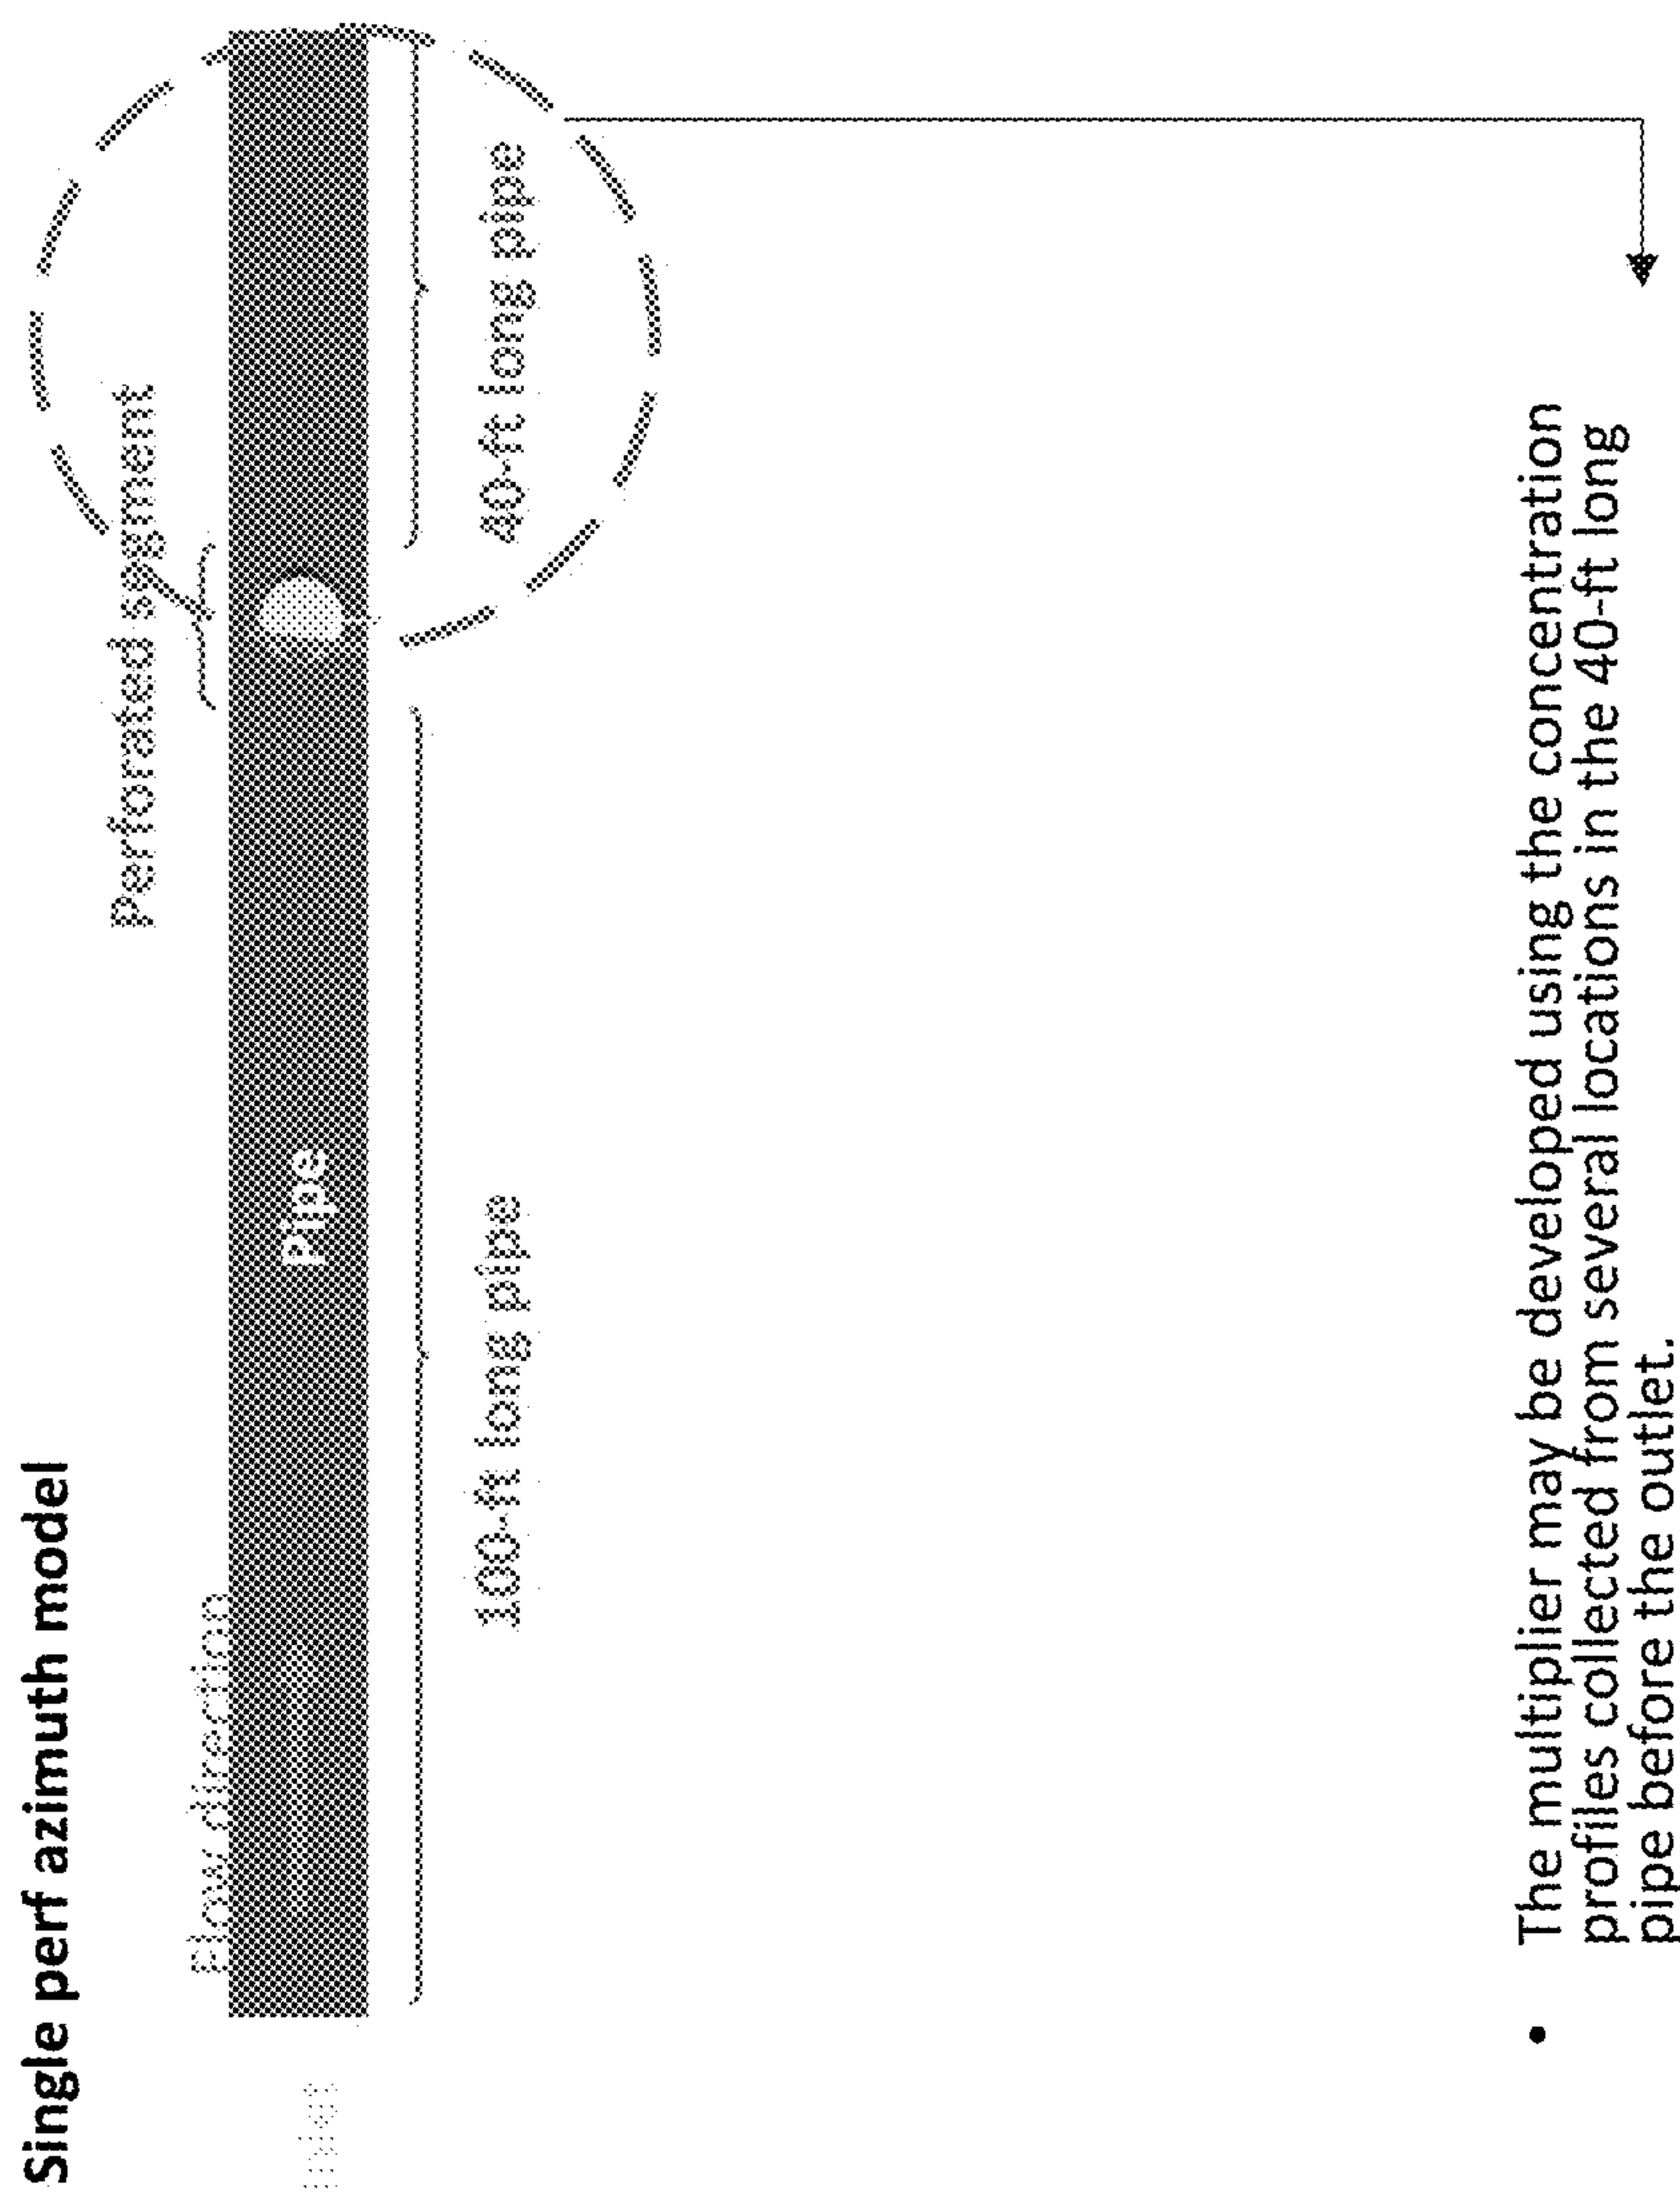 Single perf azimuth model
Flow direction
Perforated segment
Inlet
Pipe
100-ft long pipe
40-ft long pipe
• The multiplier may be developed using the concentration
profiles collected from several locations in the 40-ft long
pipe before the outlet.